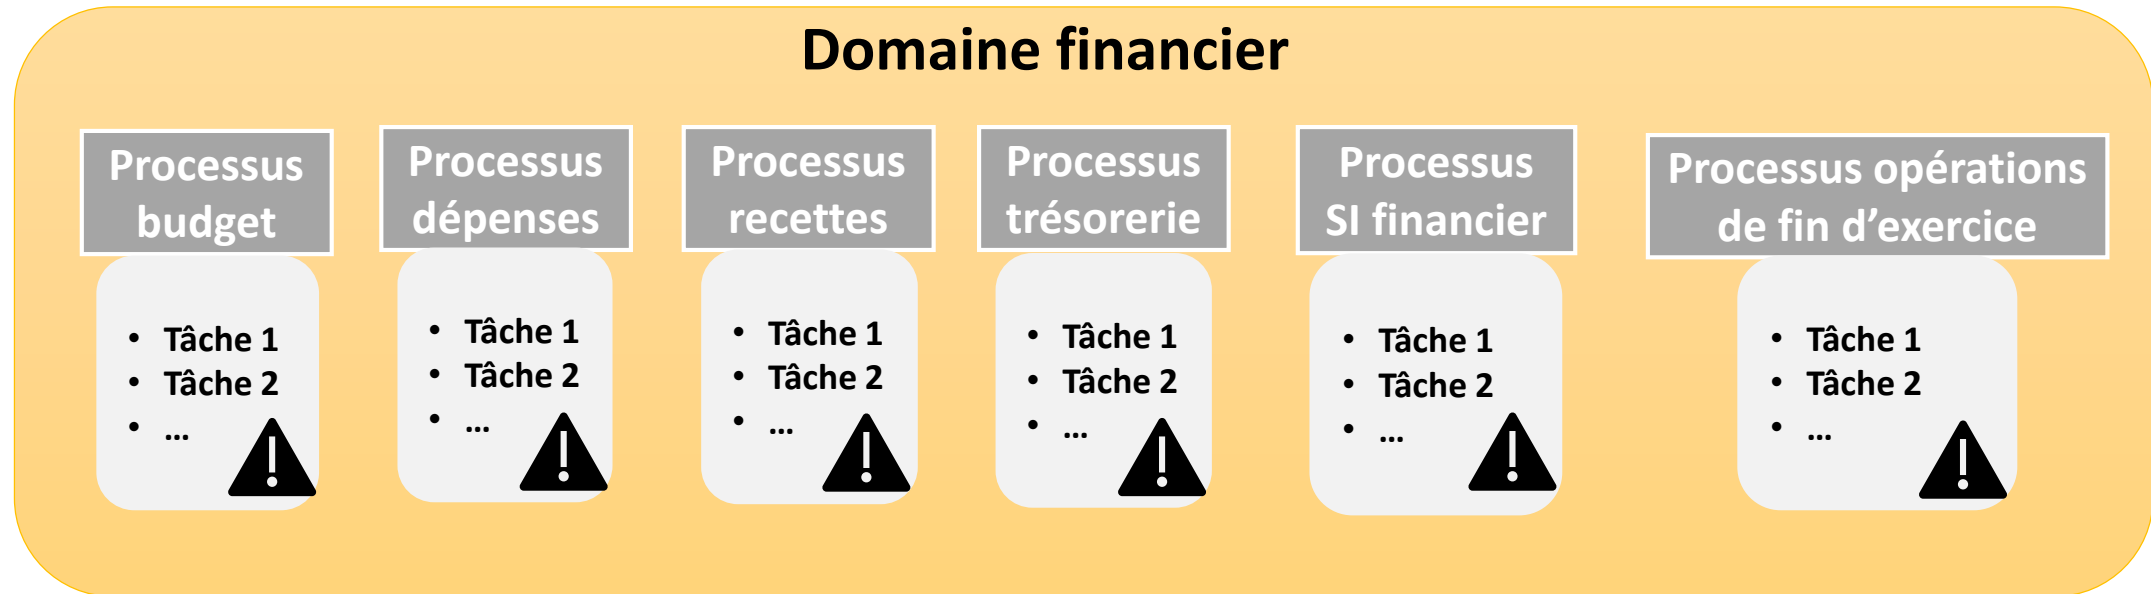 Domaine financier
Processus
budget
• Tâche 1
• Tâche 2
• ...
Processus
dépenses
• Tâche 1
• Tâche 2
• ...
Processus
recettes
• Tâche 1
• Tâche 2
• ...
Processus
trésorerie
• Tâche 1
• Tâche 2
• ...
Processus
SI financier
• Tâche 1
• Tâche 2
• ...
Processus opérations
de fin d’exercice
• Tâche 1
• Tâche 2
• ...